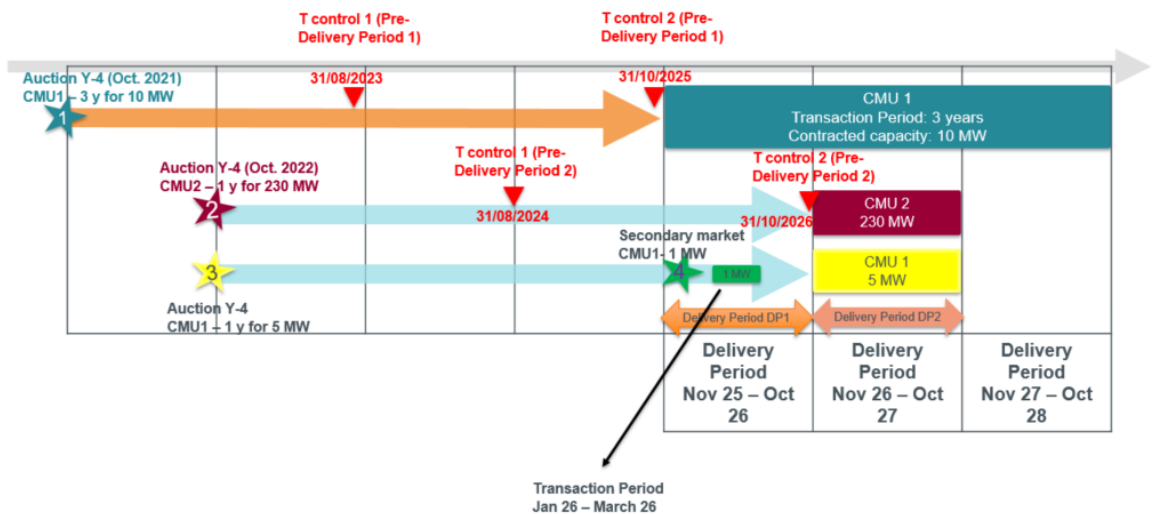 T control 1 (Pre-
Delivery Period 1)
T control 2 (Pre-
Delivery Period 1)
Auction Y-4 (Oct. 2021)
CMU1 – 3 y for 10 MW
31/08/2023
31/10/2025
1
CMU 1
Transaction Period: 3 years
Contracted capacity: 10 MW
Auction Y-4 (Oct. 2022)
CMU2 – 1 y for 230 MW
T control 1 (Pre-
Delivery Period 2)
T control 2 (Pre-
Delivery Period 2)
2
31/08/2024
31/10/2026
CMU 2
230 MW
Secondary market
CMU1- 1 MW
3
4
1 MW
CMU 1
5 MW
Auction Y-4
CMU1 – 1 y for 5 MW
Delivery Period DP1
Delivery Period DP2
Delivery
Period
Nov 25 – Oct
26
Delivery
Period
Nov 26 – Oct
27
Delivery
Period
Nov 27 – Oct
28
Transaction Period
Jan 26 – March 26